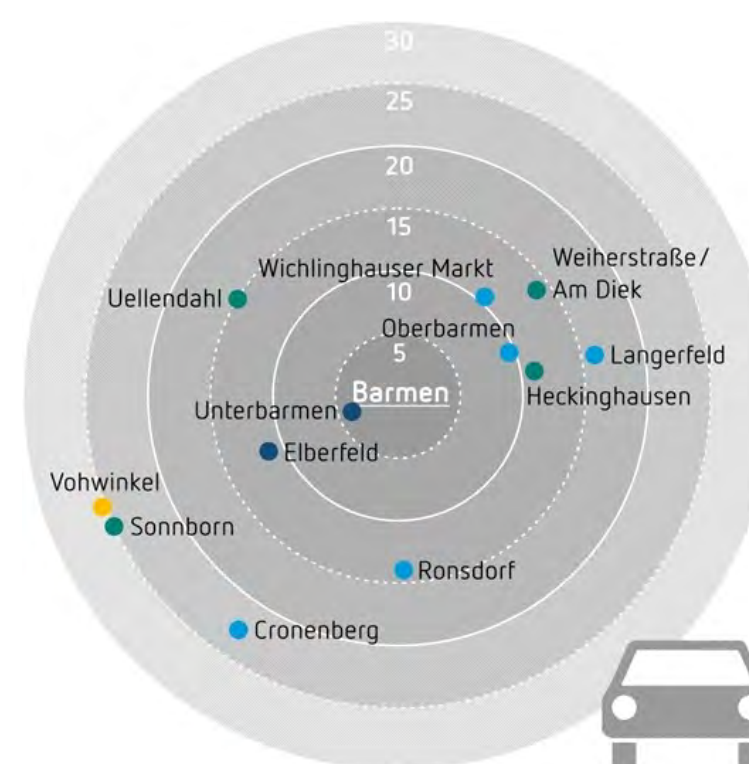 30
25
20
15
Wichlinghauser Markt
Weiherstraße/
Am Diek
Uellendahl
10
Oberbarmen
5
Langerfeld
Heckinghausen
Barmen
Unterbarmen
Elberfeld
Vohwinkel
Sonnborn
Ronsdorf
Cronenberg